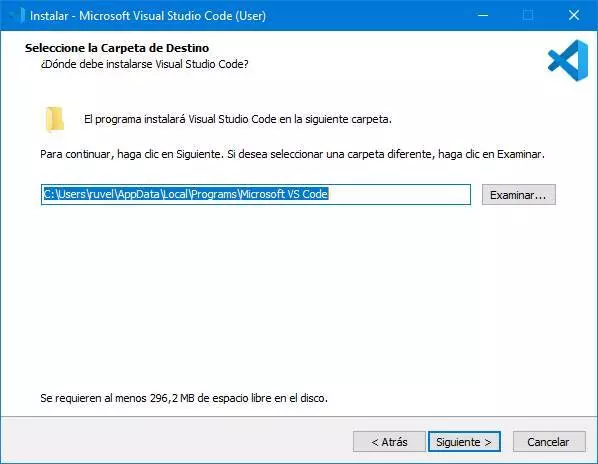 Instalar - Microsoft Visual Studio Code (User)
Seleccione la Carpeta de Destino
¿Dónde debe instalarse Visual Studio Code?
El programa instalará Visual Studio Code en la siguiente carpeta.
Para continuar, haga clic en Siguiente. Si desea seleccionar una carpeta diferente, haga clic en Examinar.
C:\Users\ruvel\AppData\Local\Programs\Microsoft VS Code
Examinar...
Se requieren al menos 296,2 MB de espacio libre en el disco.
< Atrás
Siguiente >
Cancelar